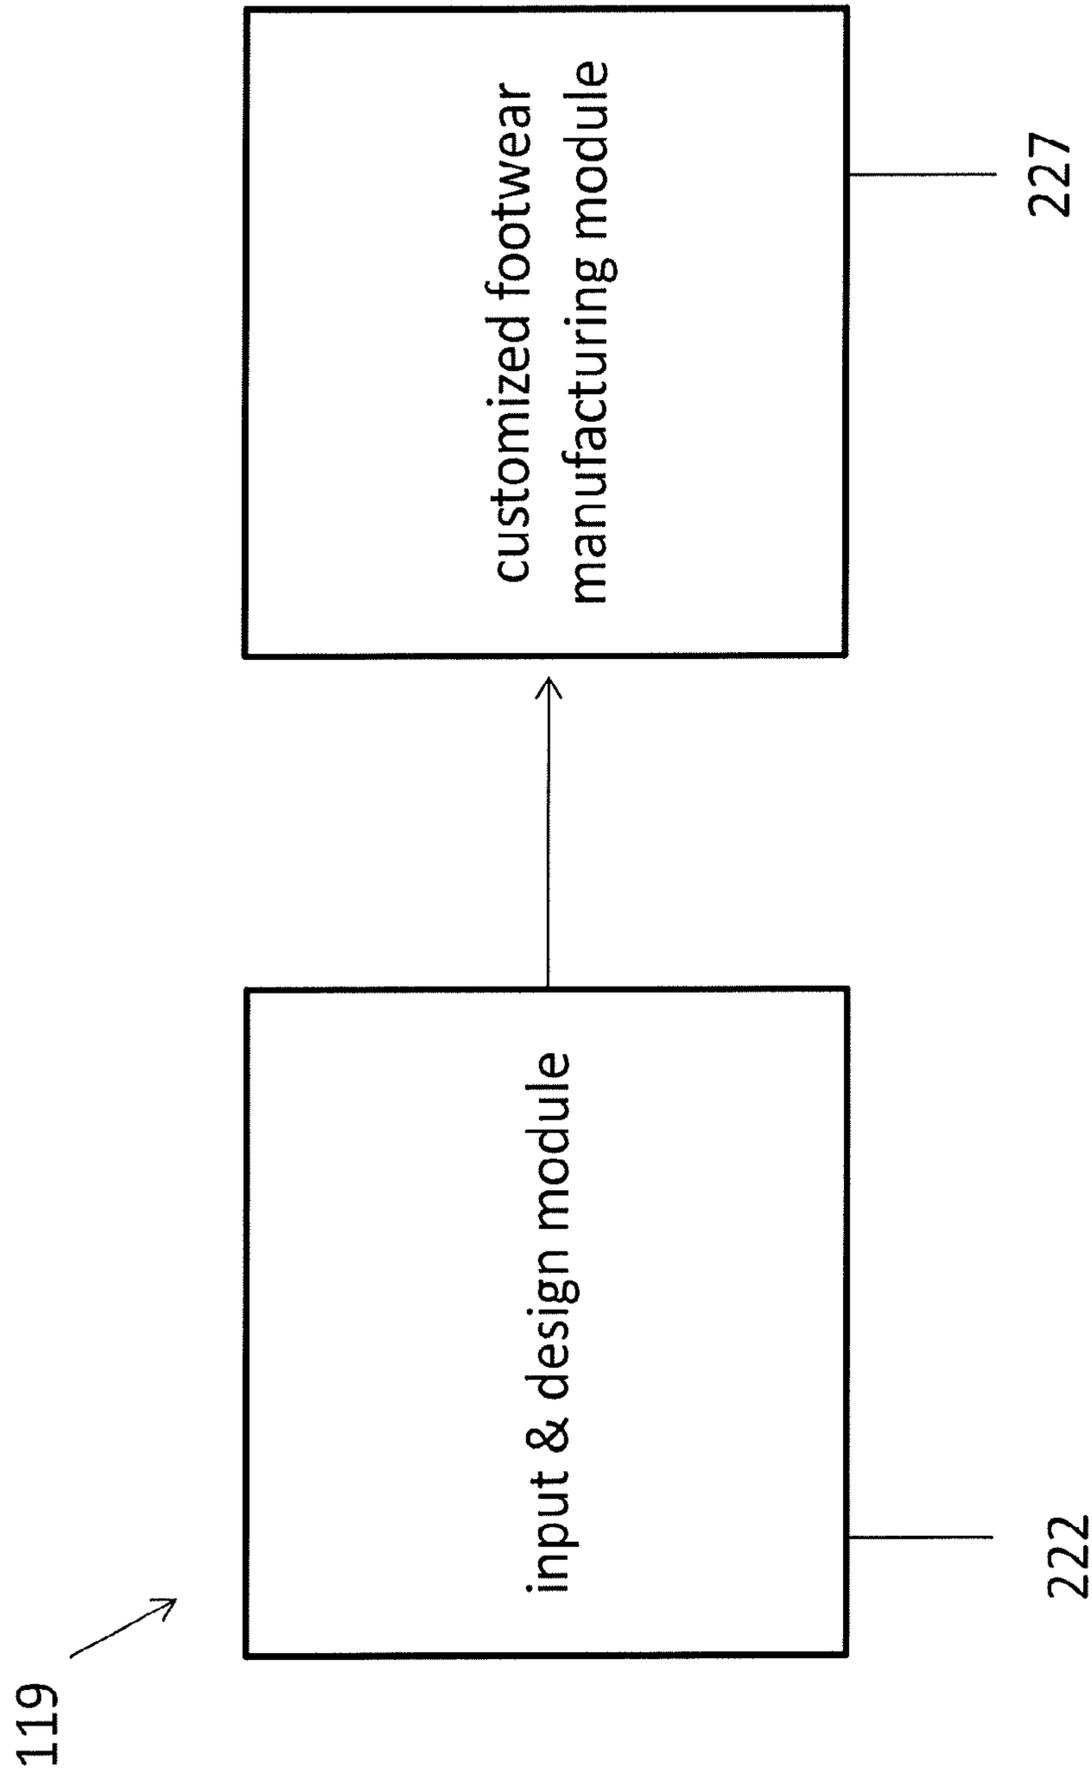 119
input & design module
222
customized footwear
manufacturing module
227